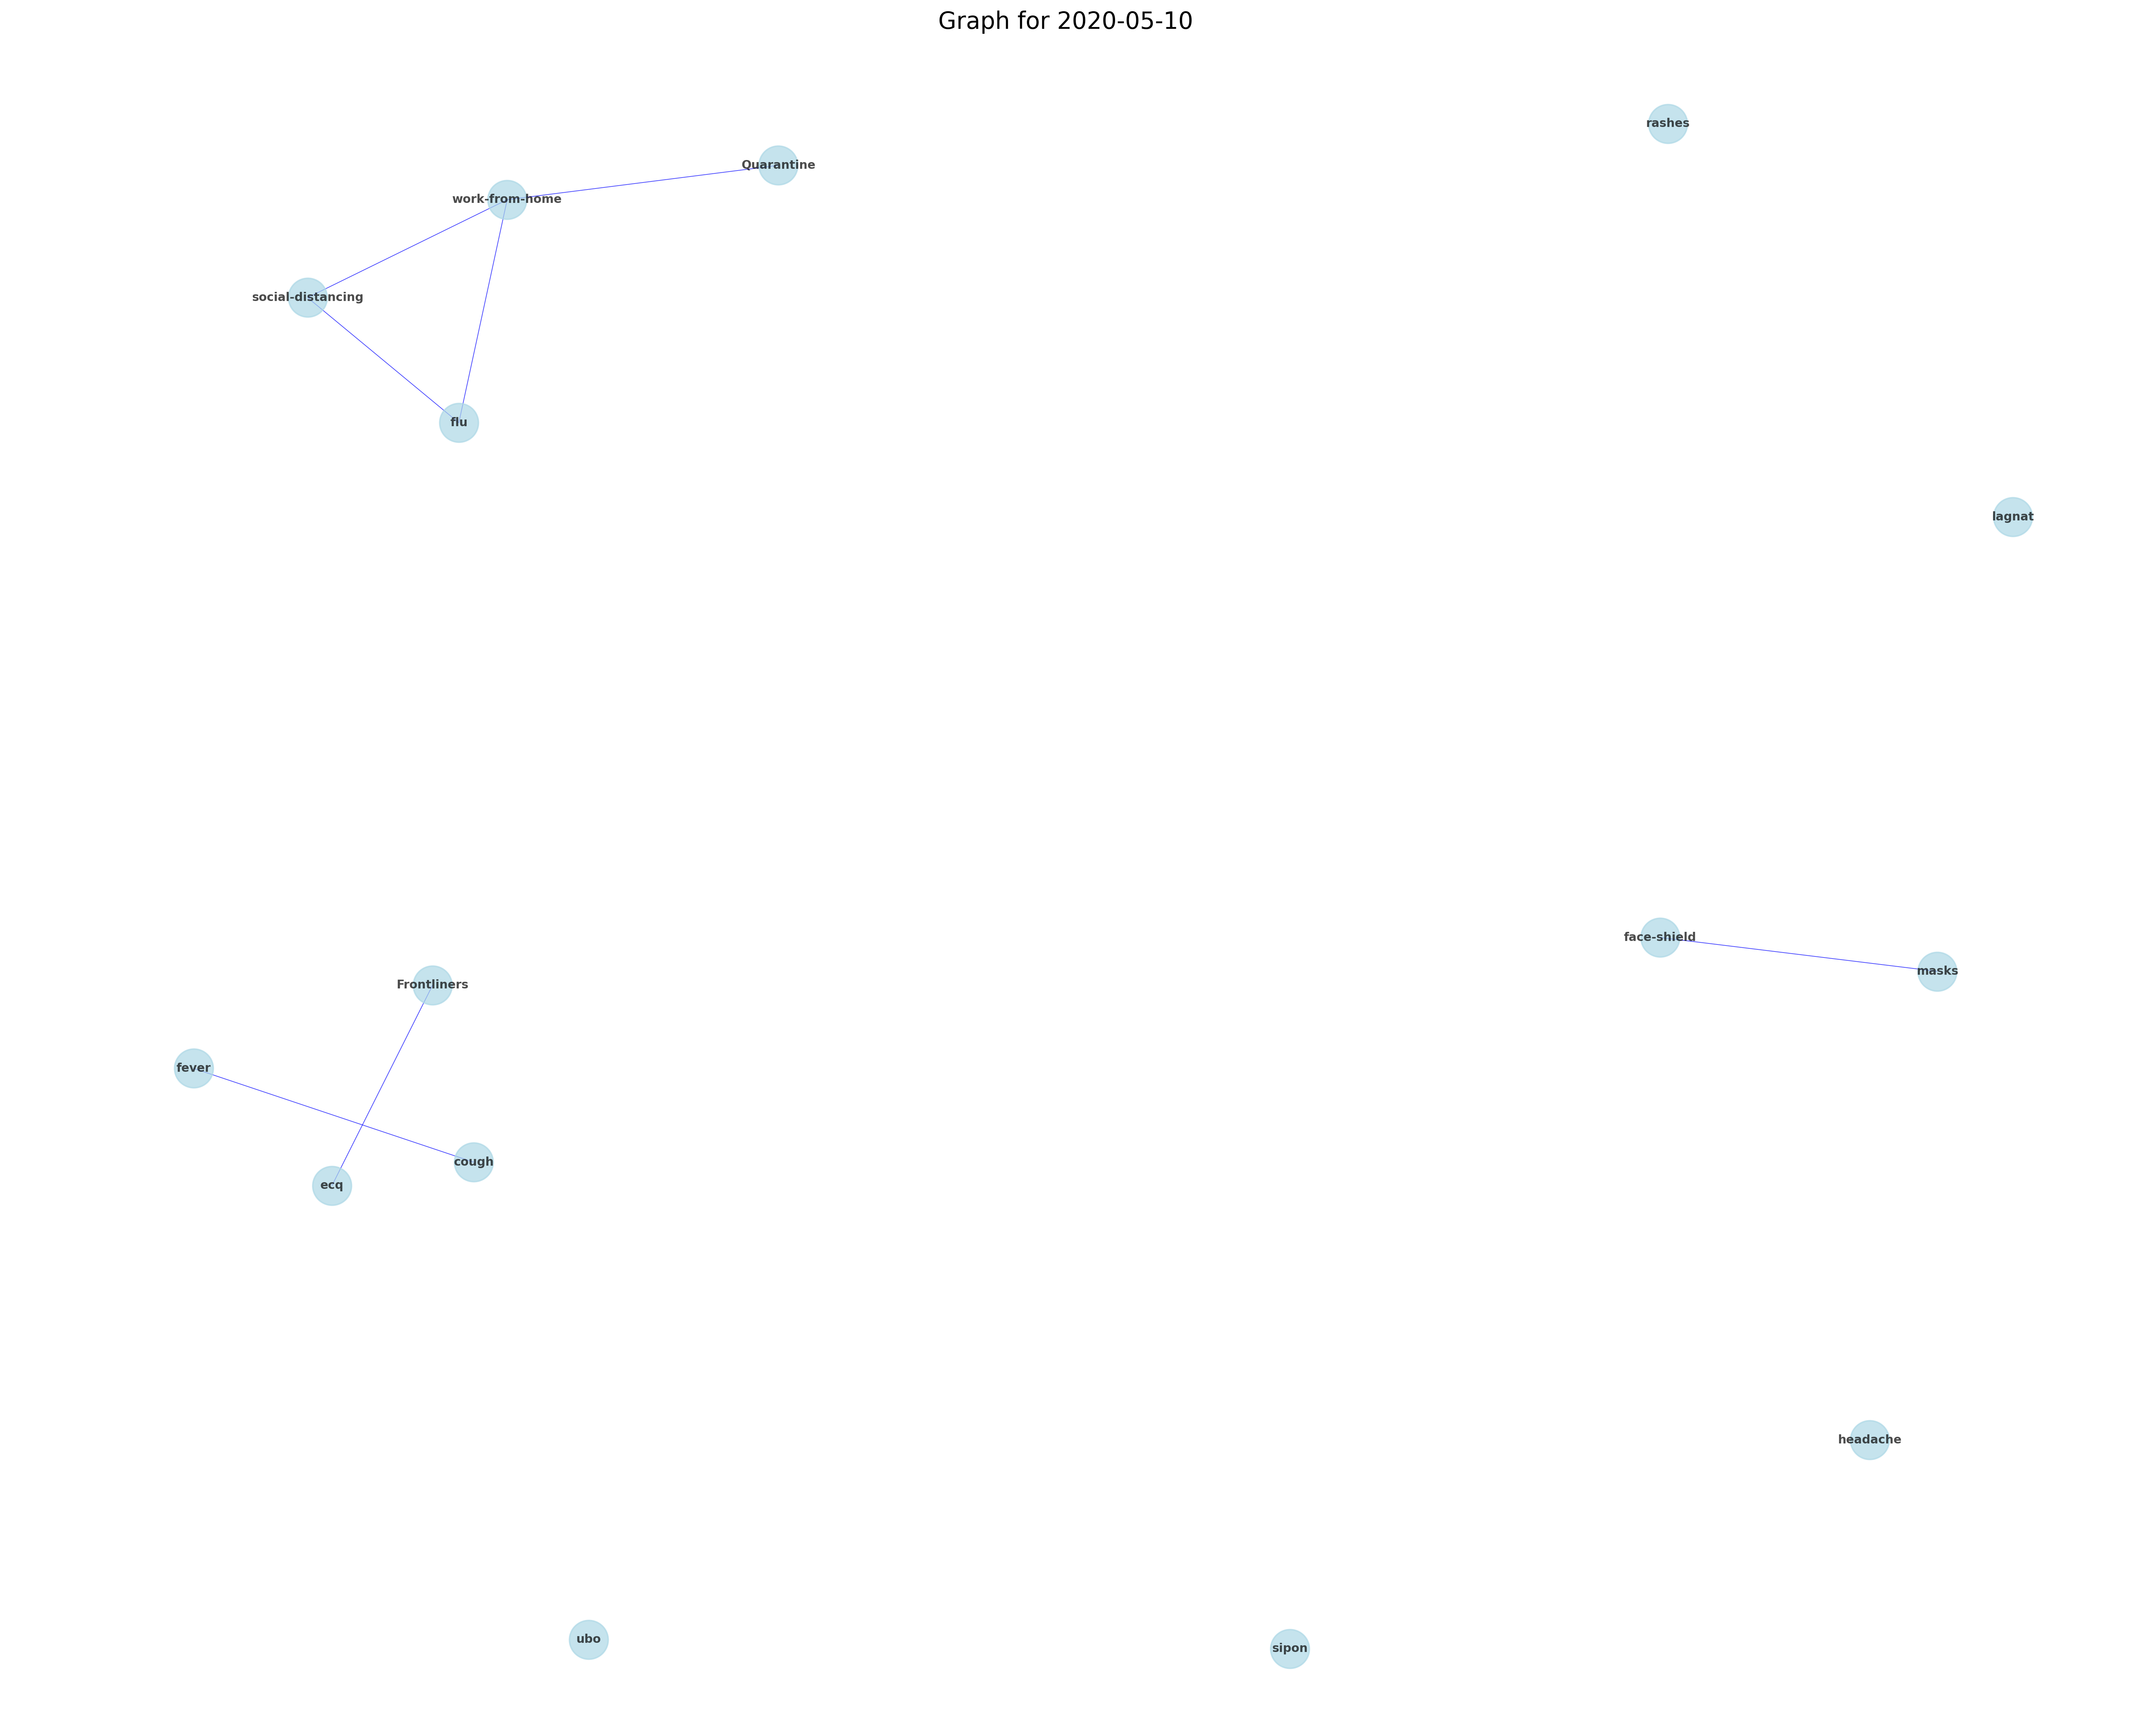 Graph for 2020-05-10
rashes
Quarantine
work-from-home
social-distancing
flu
lagnat
face-shield
masks
Frontliners
fever
cough
ecq
headache
ubo
sipon